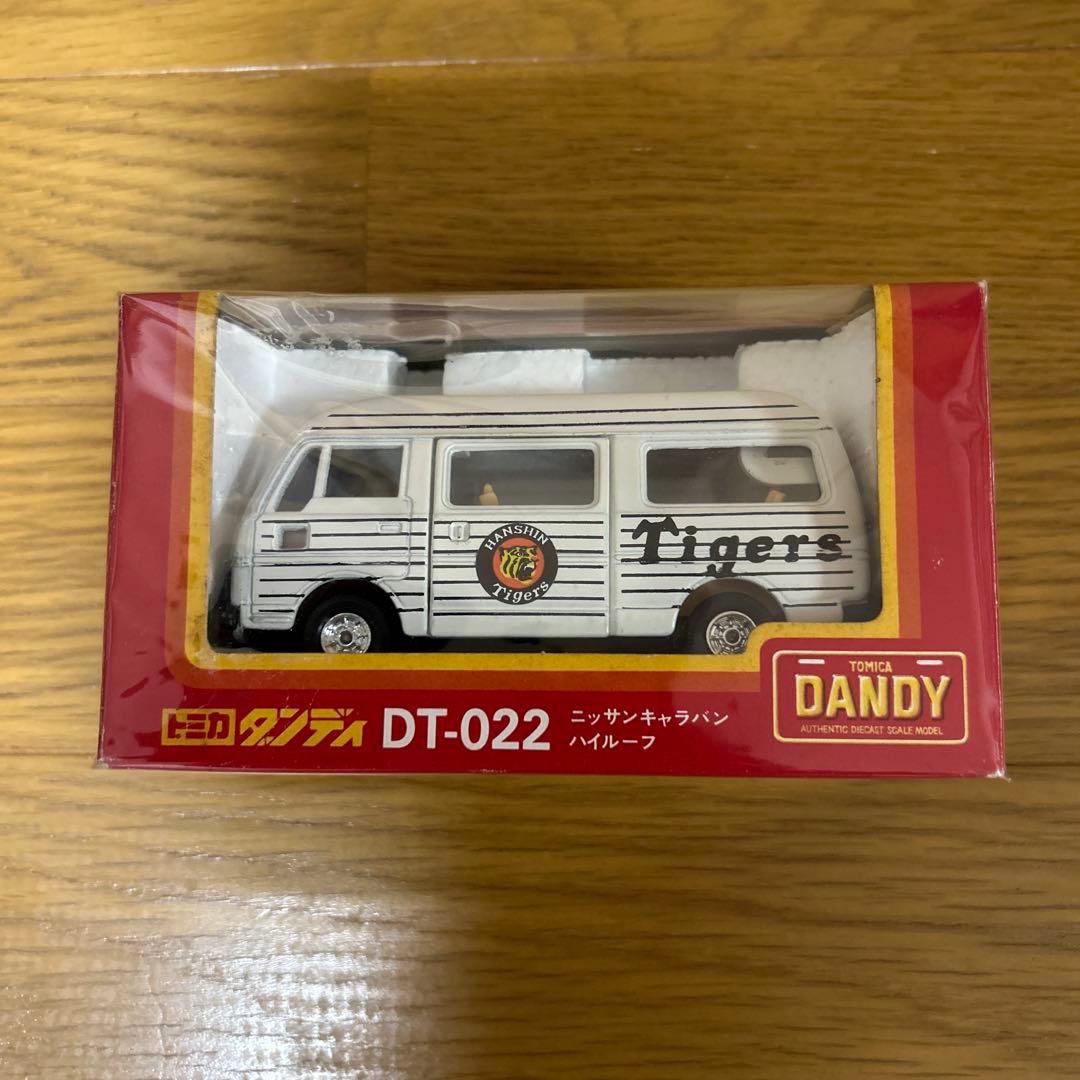 HANSHIN
Tigers
Tigers
トミカ ダンディ DT-022 ニッサンキャラバン
ハイルーフ
TOMICA
DANDY
AUTHENTIC DIECAST SCALE MODEL